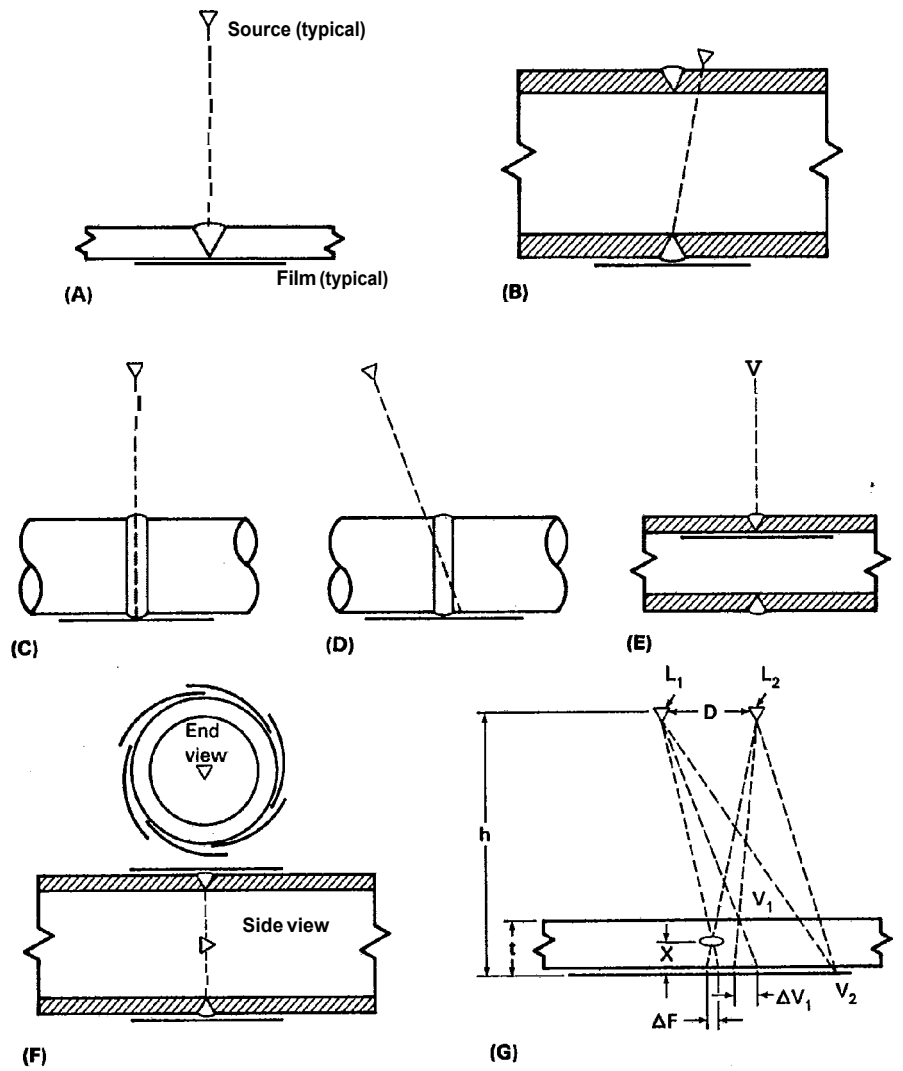 Source (typical)
Film (typical)
(A)
(B)
(C)
(D)
(E)
End
view
Side view
(F)
L1
L2
D
h
V1
t
X
V2
ΔV1
ΔF
(G)